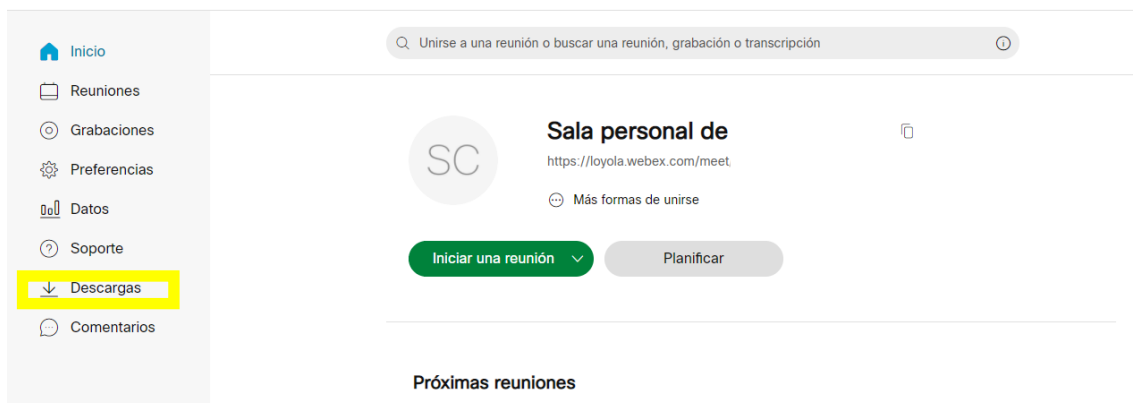 Inicio
Reuniones
Grabaciones
Preferencias
Datos
Soporte
Descargas
Comentarios
Unirse a una reunión o buscar una reunión, grabación o transcripción
SC
Sala personal de
https://loyola.webex.com/meet
Más formas de unirse
Iniciar una reunión
Planificar
Próximas reuniones